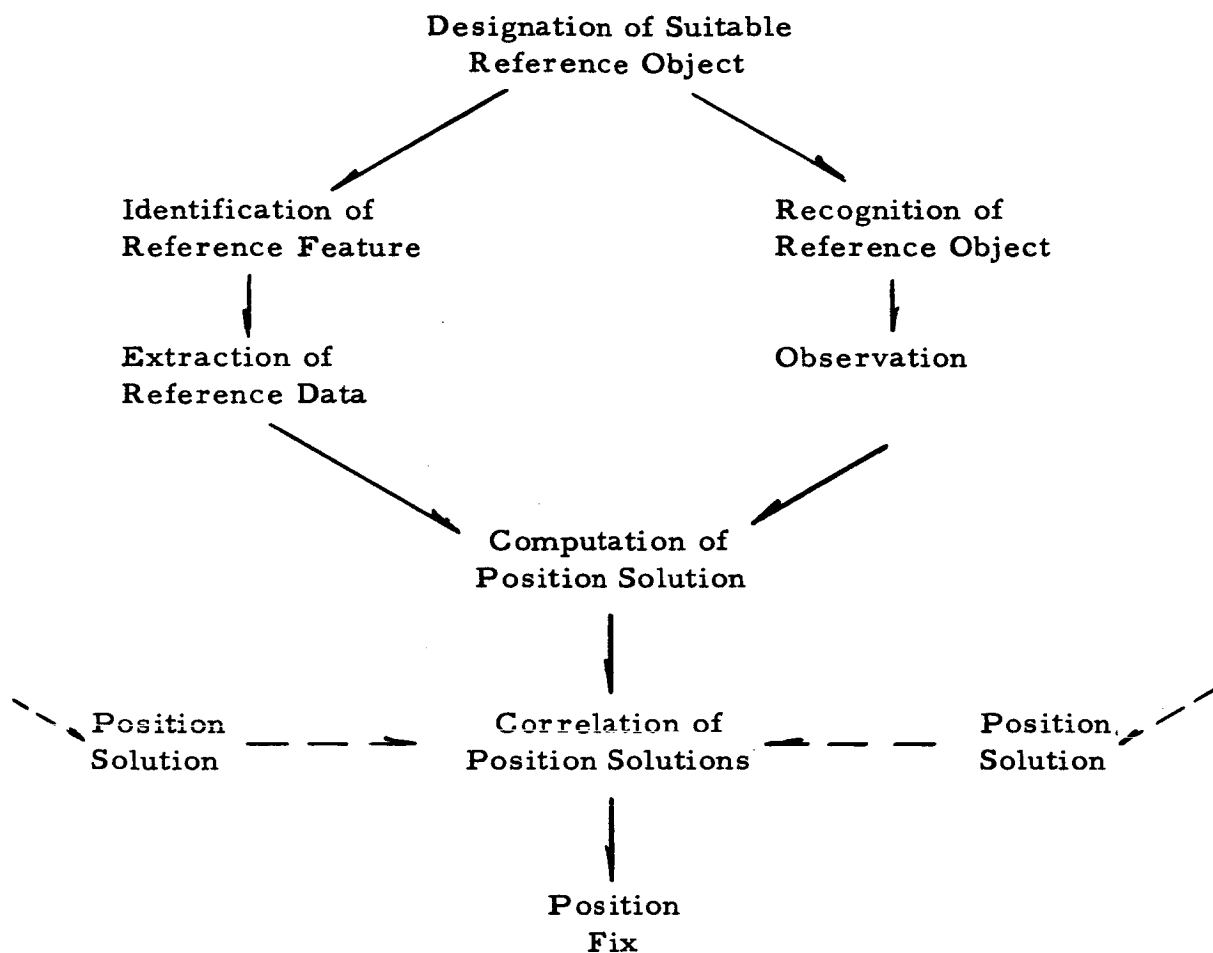 Designation of Suitable
Reference Object
Identification of
Reference Feature
Recognition of
Reference Object
Extraction of
Reference Data
Observation
Computation of
Position Solution
Position
Solution
Correlation of
Position Solutions
Position
Solution
Position
Fix